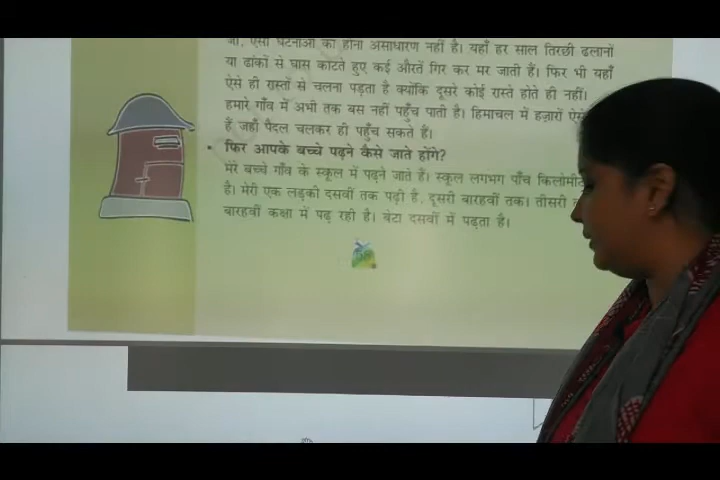 जी, ऐसी घटनाओं का होना असाधारण नहीं है। यहाँ हर साल तिरछी ढलानों
या ढांकों से घास काटते हुए कई औरतें गिर कर मर जाती हैं। फिर भी यहाँ
ऐसे ही रास्तों से चलना पड़ता है क्योंकि दूसरे कोई रास्ते होते ही नहीं।
हमारे गाँव में अभी तक बस नहीं पहुँच पाती है। हिमाचल में हज़ारों ऐसे
हैं जहाँ पैदल चलकर ही पहुँच सकते हैं।
• फिर आपके बच्चे पढ़ने कैसे जाते होंगे?
मेरे बच्चे गाँव के स्कूल में पढ़ने जाते हैं। स्कूल लगभग पाँच
है। मेरी एक लड़की दसवीं तक पढ़ी है, दूसरी बारहवीं तक। तीसरी
बारहवीं कक्षा में पढ़ रही है। बेटा दसवीं में पढ़ता है।